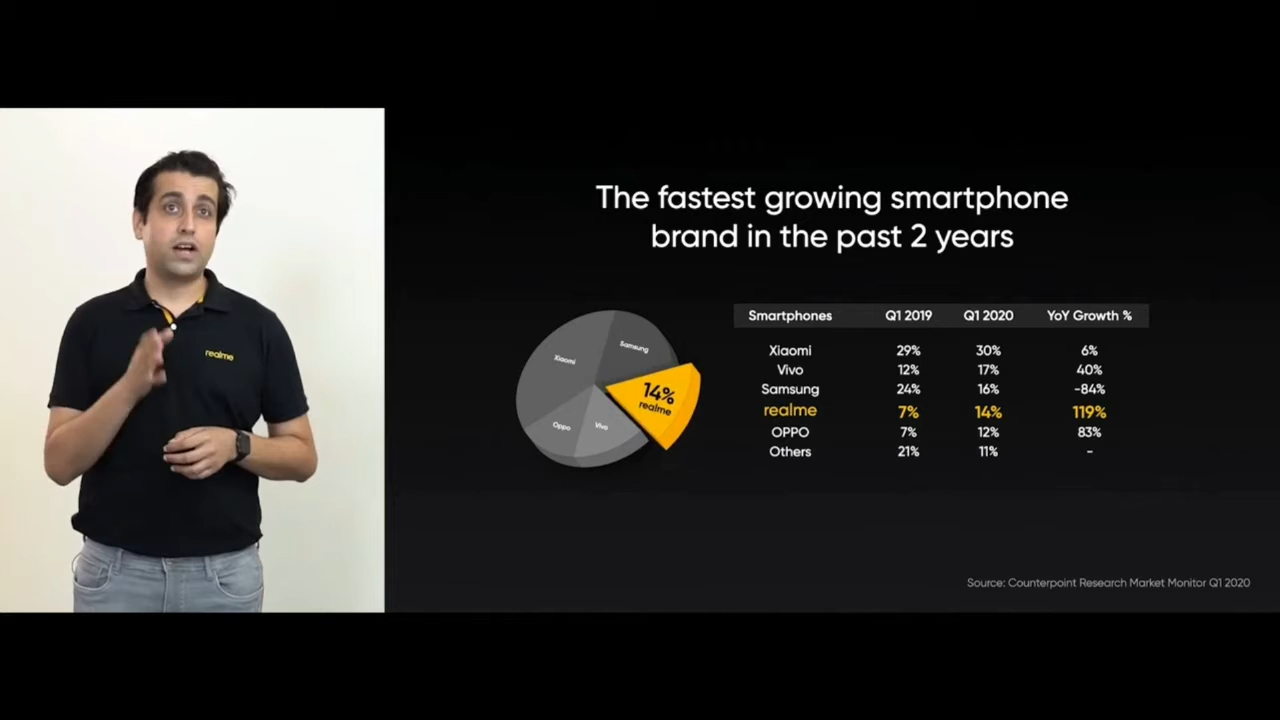 The fastest growing smartphone
brand in the past 2 years
realme
Xiaomi
Samsung
14%
realme
Oppo
Vivo
Smartphones Q1 2019 Q1 2020 YoY Growth %
Xiaomi 29% 30% 6%
Vivo 12% 17% 40%
Samsung 24% 16% -84%
realme 7% 14% 119%
OPPO 7% 12% 83%
Others 21% 11% -
Source: Counterpoint Research Market Monitor Q1 2020